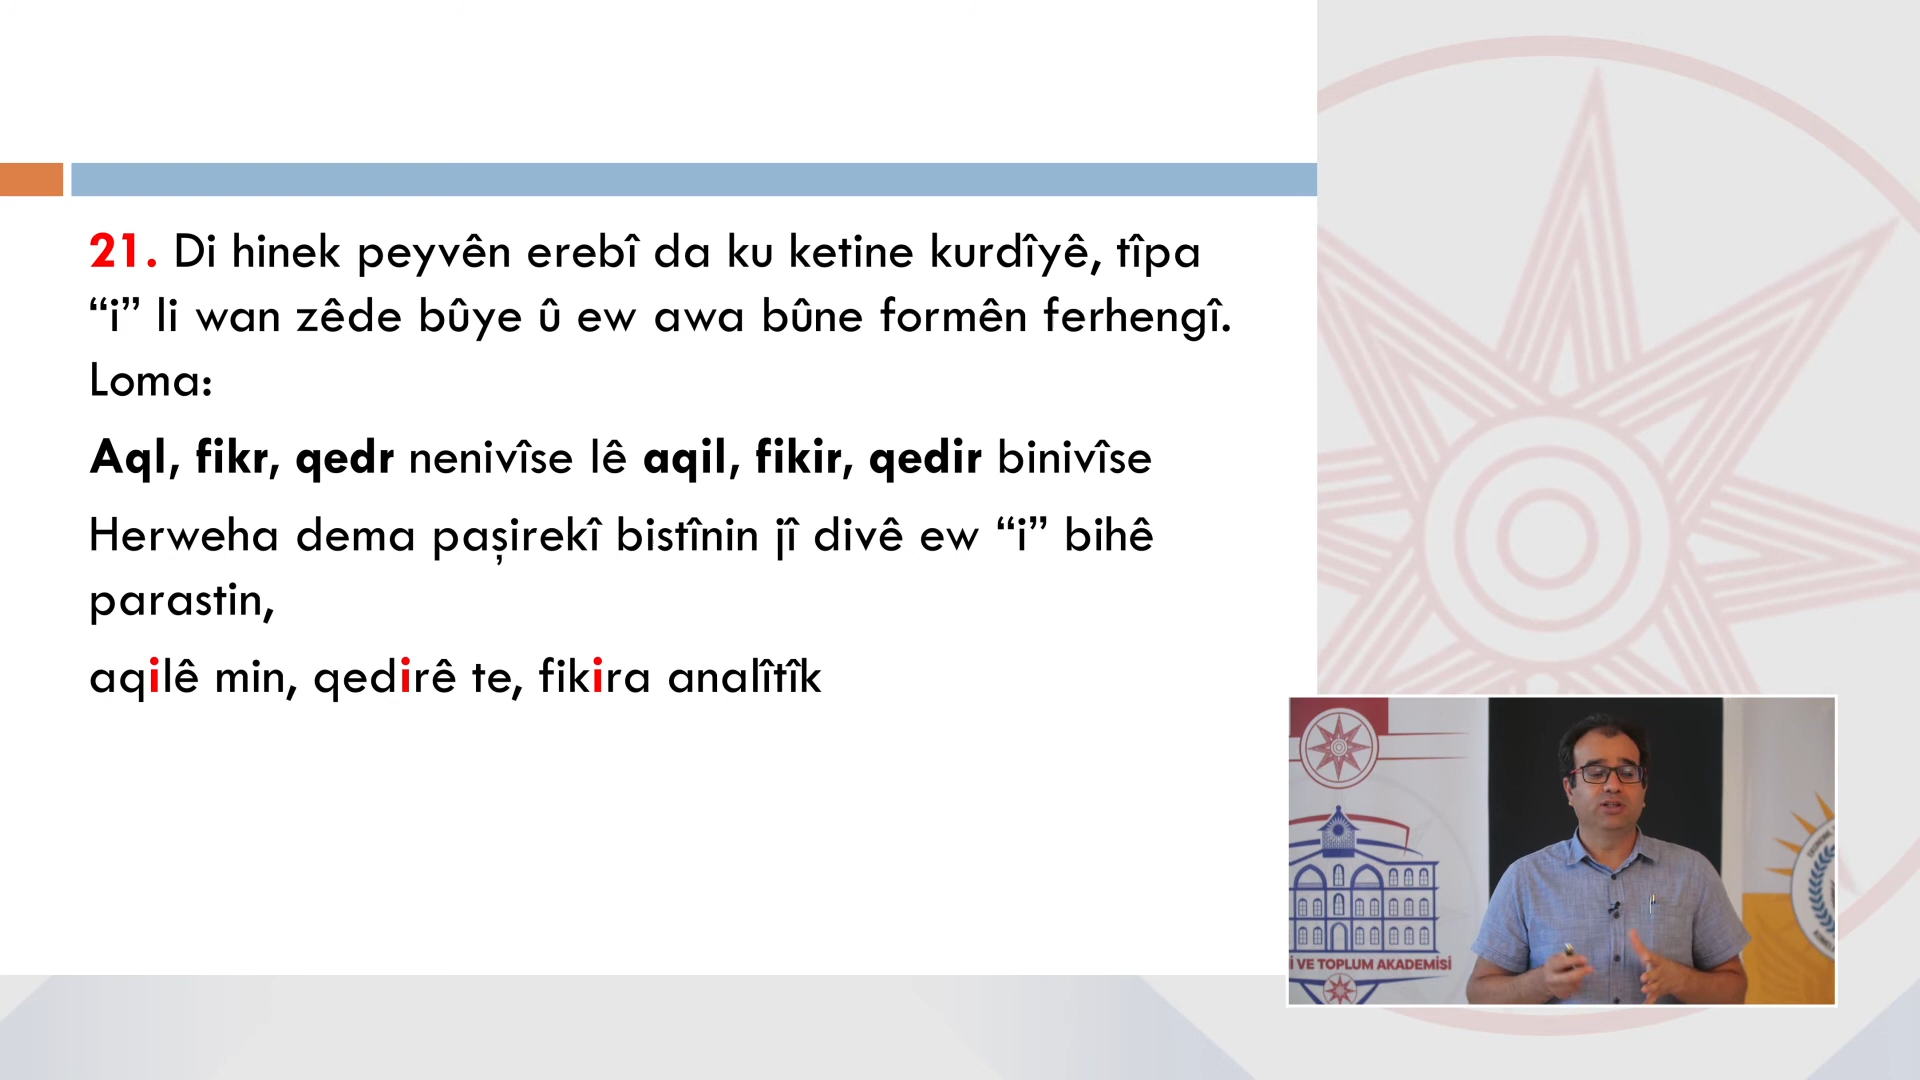 21. Di hinek peyvên erebî da ku ketine kurdîyê, tîpa
“i” li wan zêde bûye û ew awa bûne formên ferhengî.
Loma:
Aql, fikr, qedr nenivîse lê aqil, fikir, qedir binivîse
Herweha dema paşirekî bistînin jî divê ew “i” bihê
parastin,
aqilê min, qedirê te, fikira analîtîk
İ VE TOPLUM AKADEMİSİ